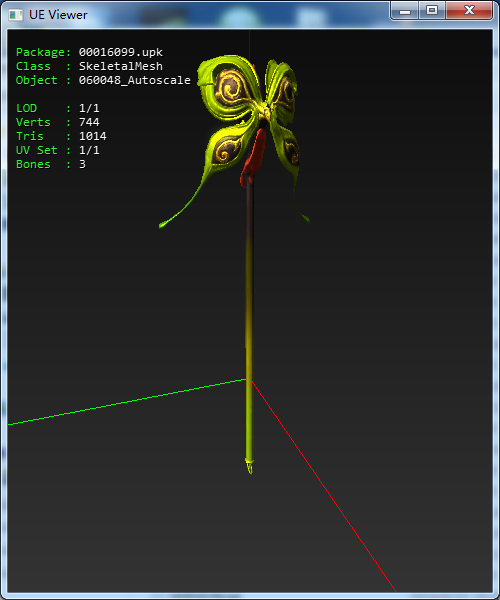 UE Viewer
Package: 00016099.upk
Class : SkeletalMesh
Object : 060048_Autoscale
LOD : 1/1
Verts : 744
Tris : 1014
UV Set : 1/1
Bones : 3